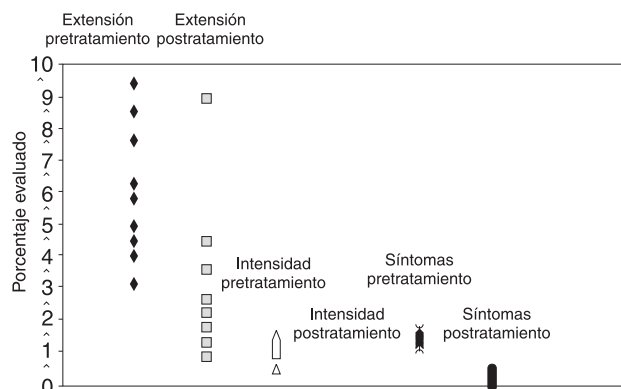 Extensión Extensión
pretratamiento postratamiento
Porcentaje evaluado
10
9
8
7
6
5
4
3
2
1
0
Intensidad
pretratamiento
Síntomas
pretratamiento
Intensidad
postratamiento
Síntomas
postratamiento